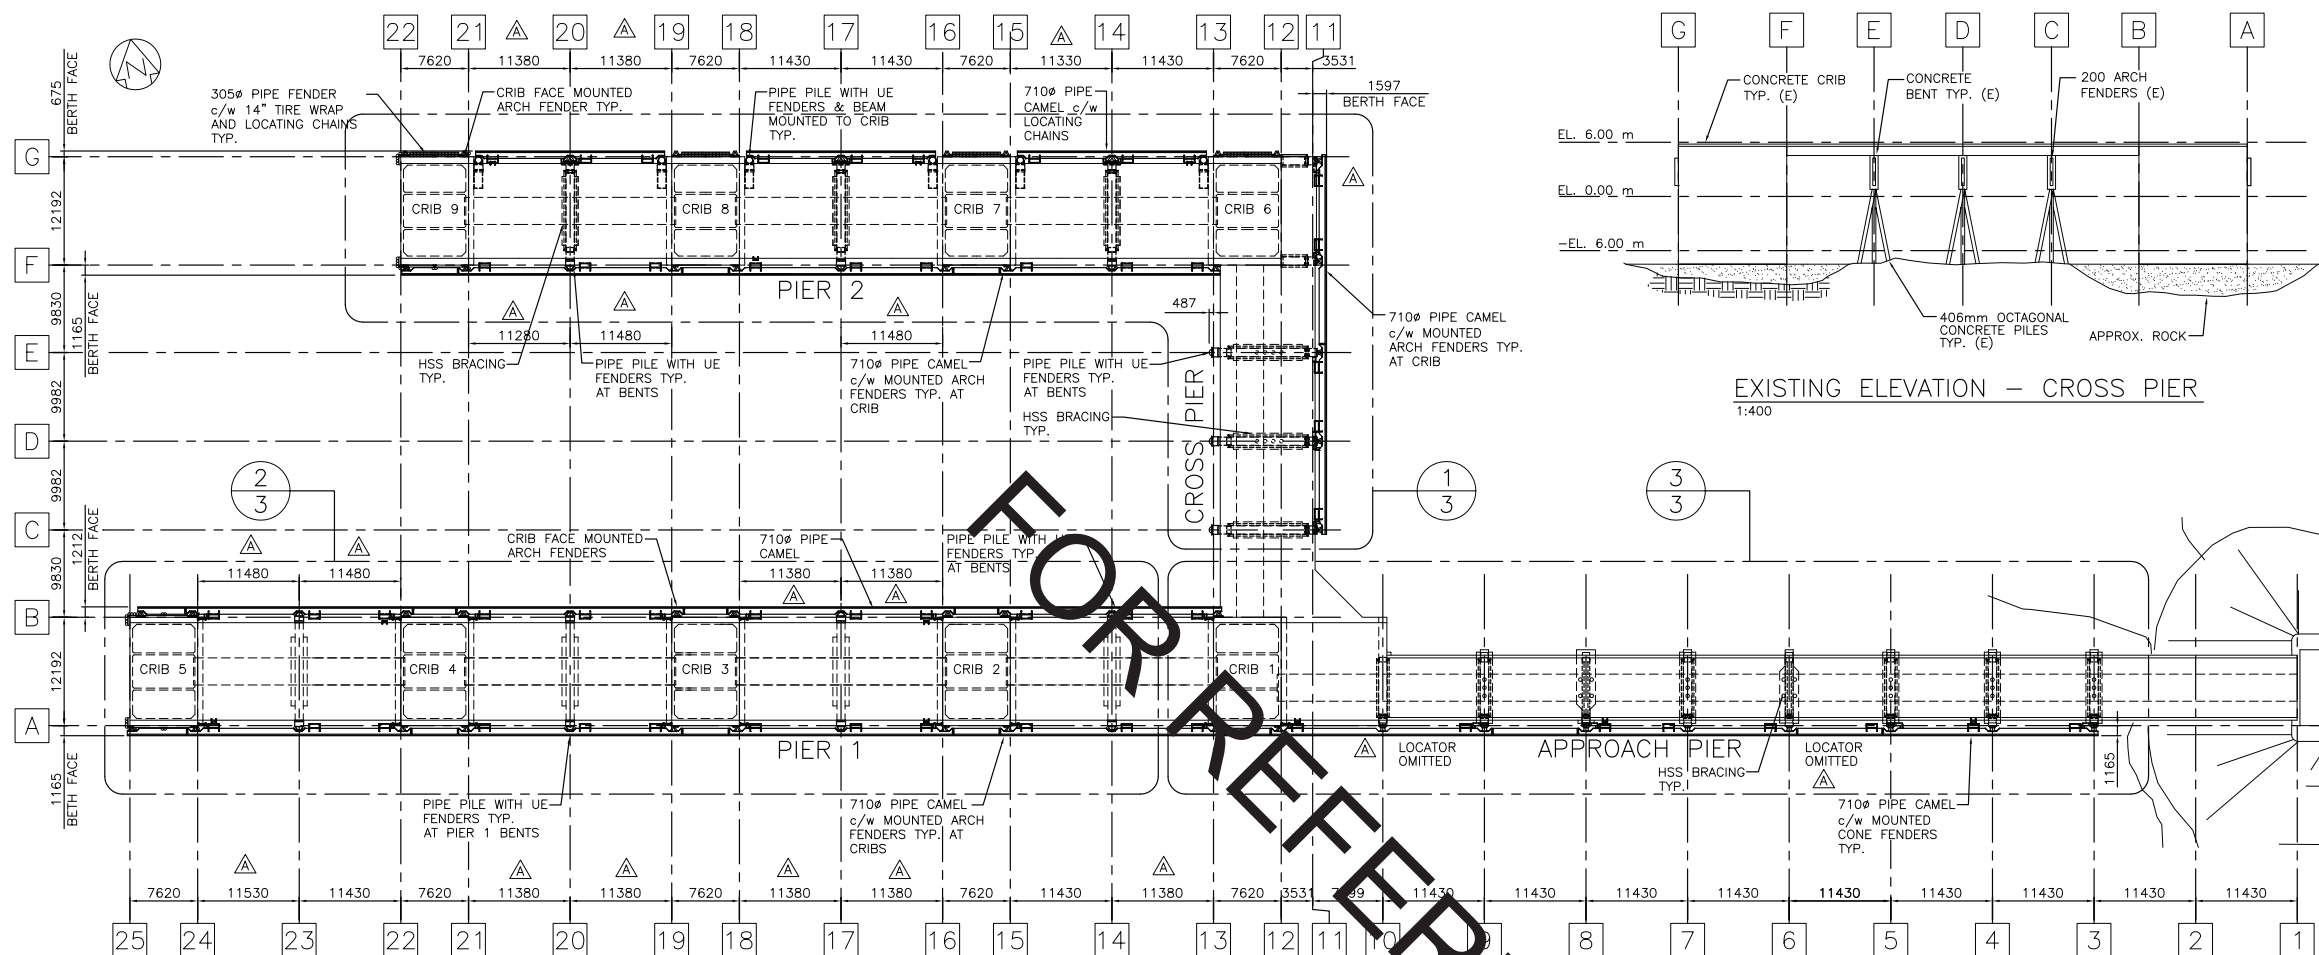 22 21 20 19 18 17 16 15 14 13 12 11
A A A
7620 11380 11380 7620 11430 11430 7620 11330 11430 7620 3531
675
BERTH FACE
1597
BERTH FACE
305ø PIPE FENDER
c/w 14" TIRE WRAP
AND LOCATING CHAINS
TYP.
CRIB FACE MOUNTED
ARCH FENDER TYP.
PIPE PILE WITH UE
FENDERS & BEAM
MOUNTED TO CRIB
TYP.
710ø PIPE
CAMEL c/w
LOCATING
CHAINS
G
12192
CRIB 9 CRIB 8 CRIB 7 CRIB 6
A
F
PIER 2
9830
1165
BERTH FACE
A A A
11280 11480 11480
487
E
HSS BRACING
TYP.
PIPE PILE WITH UE
FENDERS TYP.
AT BENTS
710ø PIPE CAMEL
c/w MOUNTED ARCH
FENDERS TYP. AT
CRIB
PIPE PILE WITH UE
FENDERS TYP.
AT BENTS
710ø PIPE CAMEL
c/w MOUNTED
ARCH FENDERS TYP.
AT CRIB
HSS BRACING
TYP.
CROSS PIER
9982
D
9982
2
3
1
3
3
3
C
9830
1212
BERTH FACE
A A
CRIB FACE MOUNTED
ARCH FENDERS
710ø PIPE
CAMEL
PIPE PILE WITH U
FENDERS TYP.
AT BENTS
11480 11480 11380 11380
A A
B
12192
CRIB 5 CRIB 4 CRIB 3 CRIB 2 CRIB 1
A
PIER 1
1165
BETH FACE
A
LOCATOR
OMITTED
APPROACH PIER
LOCATOR
OMITTED
A
HSS BRACING
TYP.
1165
PIPE PILE WITH UE
FENDERS TYP.
AT PIER 1 BENTS
710ø PIPE CAMEL
c/w MOUNTED ARCH
FENDERS TYP. AT
CRIBS
710ø PIPE CAMEL
c/w MOUNTED
CONE FENDERS
TYP.
A A A A A A
7620 11530 11430 7620 11380 11380 7620 11380 11380 7620 11430 11380 7620 3531 11430 11430 11430 11430 11430 11430 11430 11430 11430
25 24 23 22 21 20 19 18 17 16 15 14 13 12 11 10 9 8 7 6 5 4 3 2 1
FOR REFER
G F E D C B A
CONCRETE CRIB
TYP. (E)
CONCRETE
BENT TYP. (E)
200 ARCH
FENDERS (E)
EL. 6.00 m
EL. 0.00 m
-EL. 6.00 m
406mm OCTAGONAL
CONCRETE PILES
TYP. (E)
APPROX. ROCK
EXISTING ELEVATION – CROSS PIER
1:400